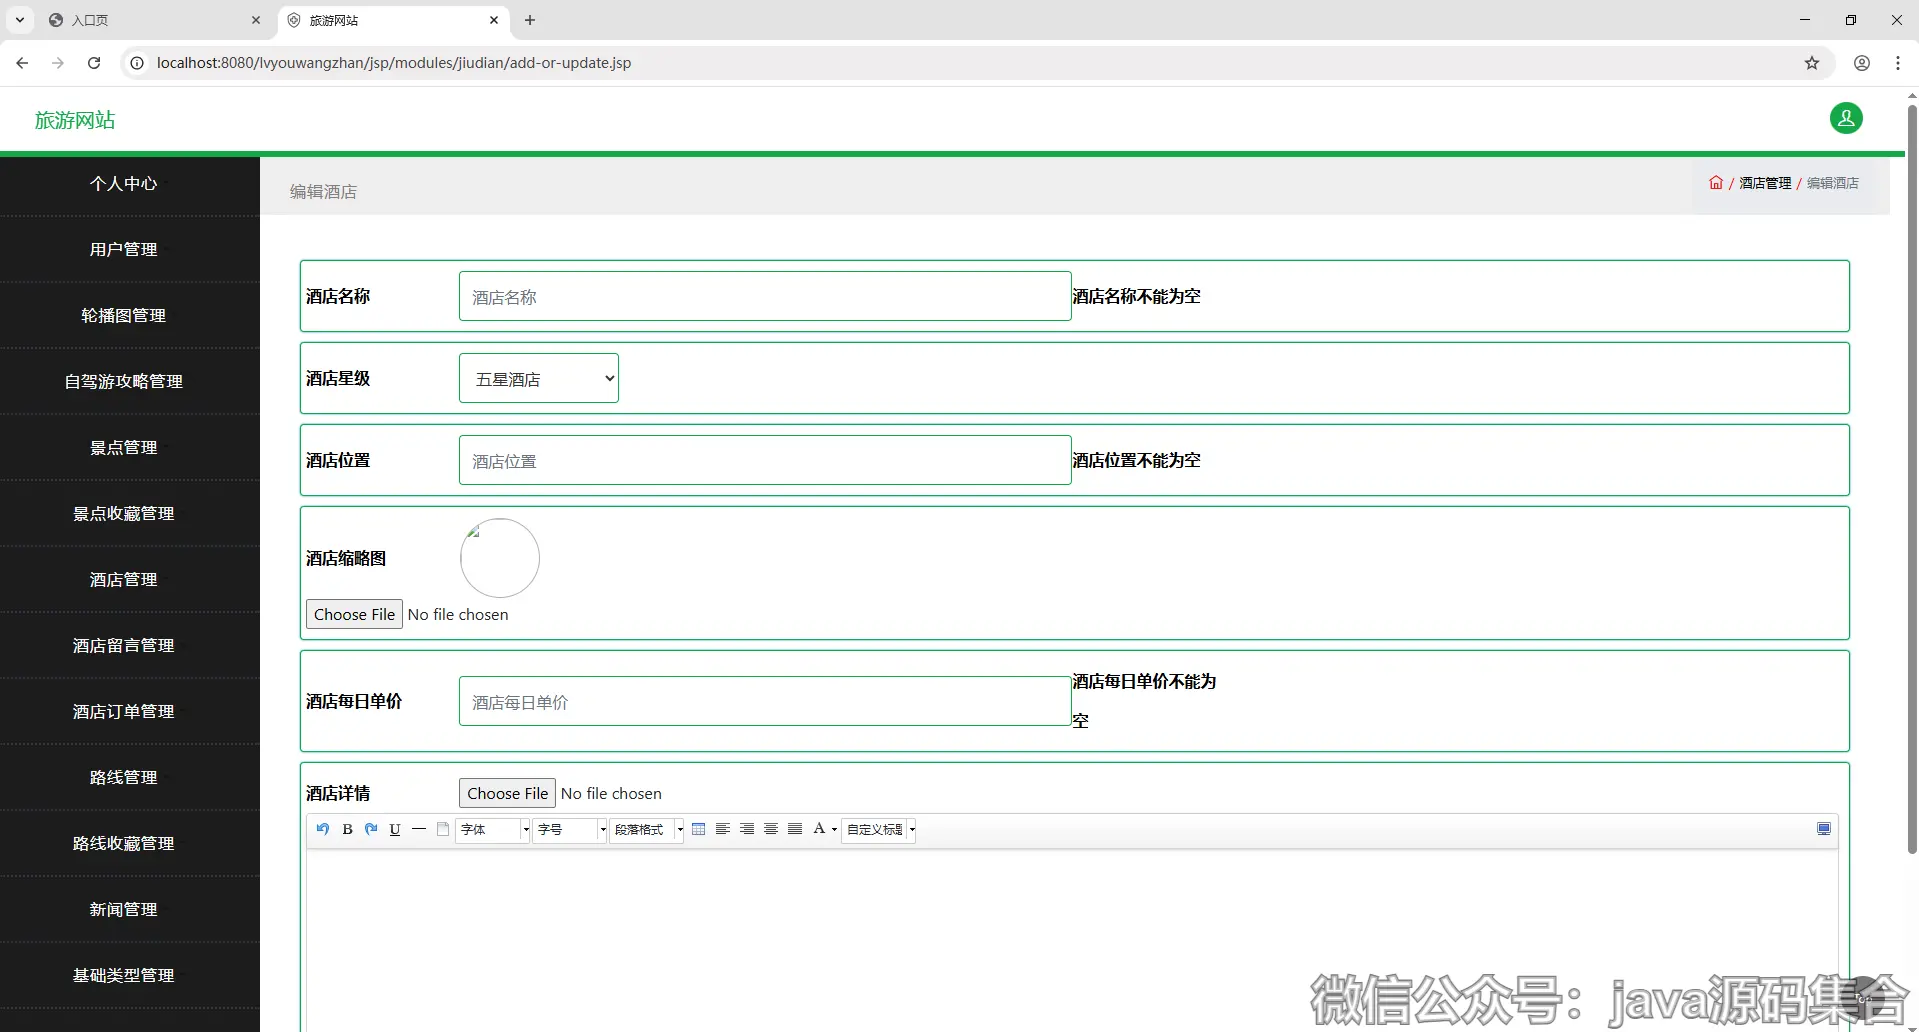 入口页
旅游网站
localhost:8080/lvyouwangzhan/jsp/modules/jiudian/add-or-update.jsp
旅游网站
个人中心
用户管理
轮播图管理
自驾游攻略管理
景点管理
景点收藏管理
酒店管理
酒店留言管理
酒店订单管理
路线管理
路线收藏管理
新闻管理
基础类型管理
编辑酒店
/ 酒店管理 / 编辑酒店
酒店名称 酒店名称 酒店名称不能为空
酒店星级 五星酒店
酒店位置 酒店位置 酒店位置不能为空
酒店缩略图
Choose File No file chosen
酒店每日单价 酒店每日单价 酒店每日单价不能为
空
酒店详情 Choose File No file chosen
B U 字体 字号 段落格式 A 自定义标题
微信公众号：java源码集合